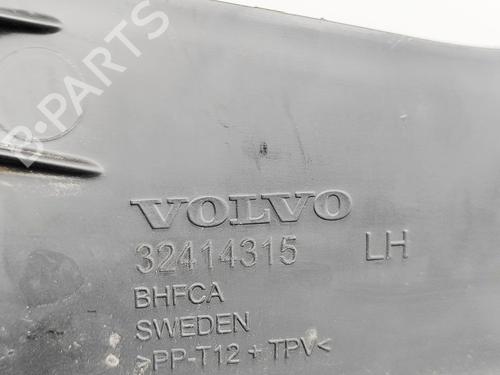 B-PARTS
VOLVO
32414315 LH
BHFCA
SWEDEN
>PP-T12 + TPV<